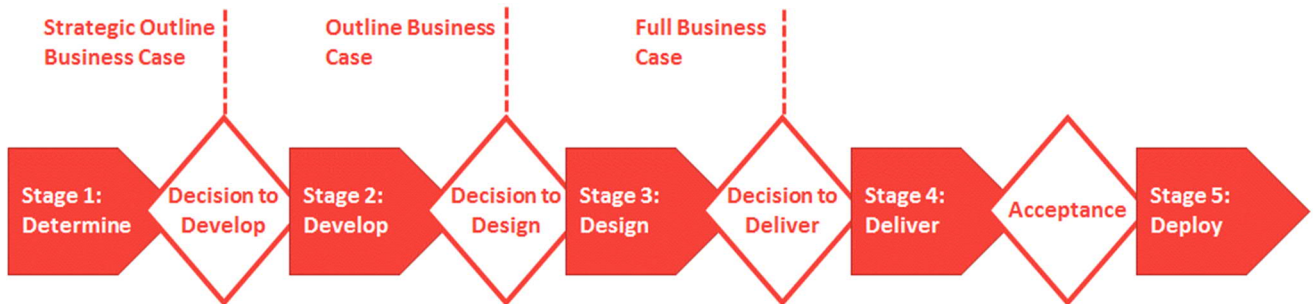 Strategic Outline
Business Case
Outline Business
Case
Full Business
Case
Stage 1:
Determine
Decision to
Develop
Stage 2:
Develop
Decision to
Design
Stage 3:
Design
Decision to
Deliver
Stage 4:
Deliver
Acceptance
Stage 5:
Deploy